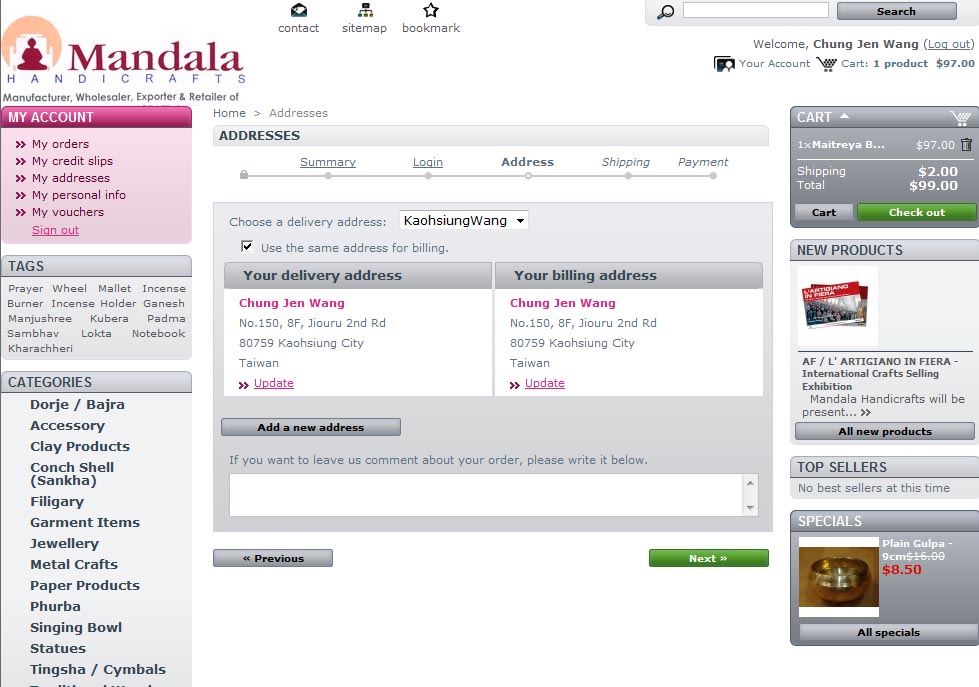 contact
sitemap
bookmark
Search
Welcome, Chung Jen Wang (Log out)
Your Account
Cart: 1 product $97.00
Mandala
HANDICRAFTS
Manufacturer, Wholesaler, Exporter & Retailer of
MY ACCOUNT
My orders
My credit slips
My addresses
My personal info
My vouchers
Sign out
TAGS
Prayer Wheel Mallet Incense
Burner Incense Holder Ganesh
Manjushree Kubera Padma
Sambhav Lokta Notebook
Kharachheri
CATEGORIES
Dorje / Bajra
Accessory
Clay Products
Conch Shell
(Sankha)
Filigary
Garment Items
Jewellery
Metal Crafts
Paper Products
Phurba
Singing Bowl
Statues
Tingsha / Cymbals
Home > Addresses
ADDRESSES
Summary
Login
Address
Shipping
Payment
Choose a delivery address: KaohsiungWang
Use the same address for billing.
Your delivery address
Chung Jen Wang
No.150, 8F, Jiouru 2nd Rd
80759 Kaohsiung City
Taiwan
Update
Your billing address
Chung Jen Wang
No.150, 8F, Jiouru 2nd Rd
80759 Kaohsiung City
Taiwan
Update
Add a new address
If you want to leave us comment about your order, please write it below.
« Previous
Next »
CART
1xMaitreya B... $97.00
Shipping $2.00
Total $99.00
Cart
Check out
NEW PRODUCTS
L'ARTIGIANO
IN FIERA
AF / L' ARTIGIANO IN FIERA -
International Crafts Selling
Exhibition
Mandala Handicrafts will be
present... »
All new products
TOP SELLERS
No best sellers at this time
SPECIALS
Plain Gulpa -
9cm$16.00
$8.50
All specials